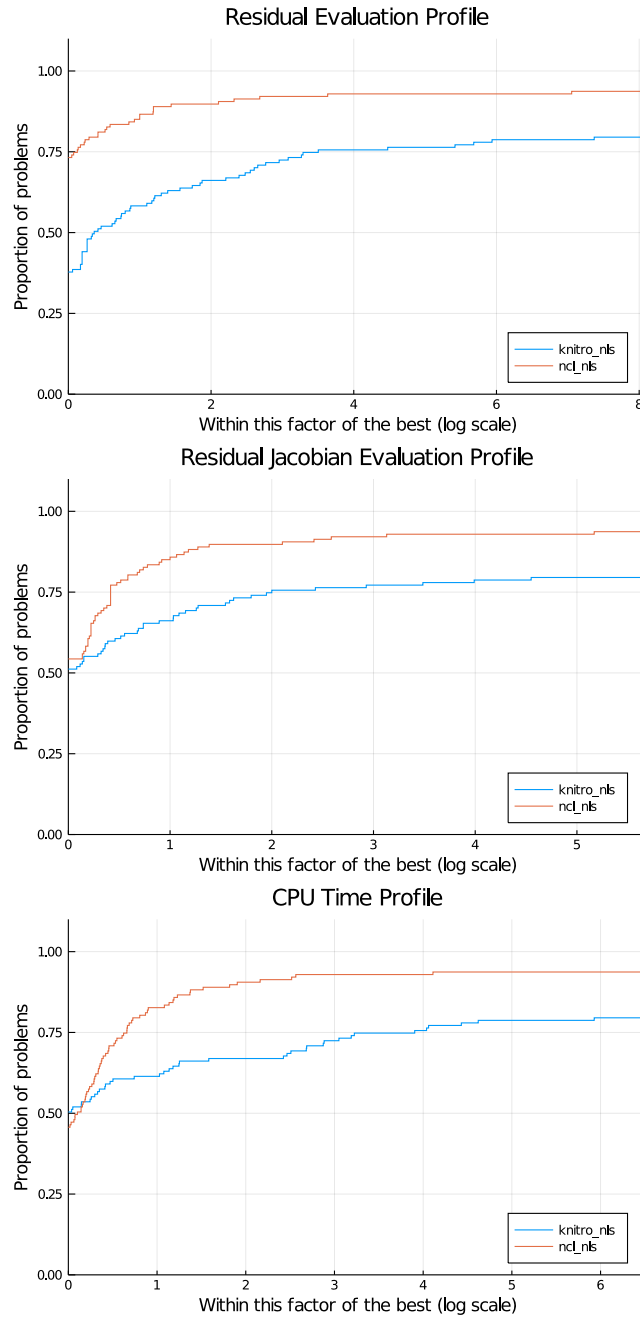 Residual Evaluation Profile
1.00
0.75
0.50
0.25
0.00
Proportion of problems
knitro_nls
ncl_nls
0 2 4 6 8
Within this factor of the best (log scale)
Residual Jacobian Evaluation Profile
1.00
0.75
0.50
0.25
0.00
Proportion of problems
knitro_nls
ncl_nls
0 1 2 3 4 5
Within this factor of the best (log scale)
CPU Time Profile
1.00
0.75
0.50
0.25
0.00
Proportion of problems
knitro_nls
ncl_nls
0 1 2 3 4 5 6
Within this factor of the best (log scale)